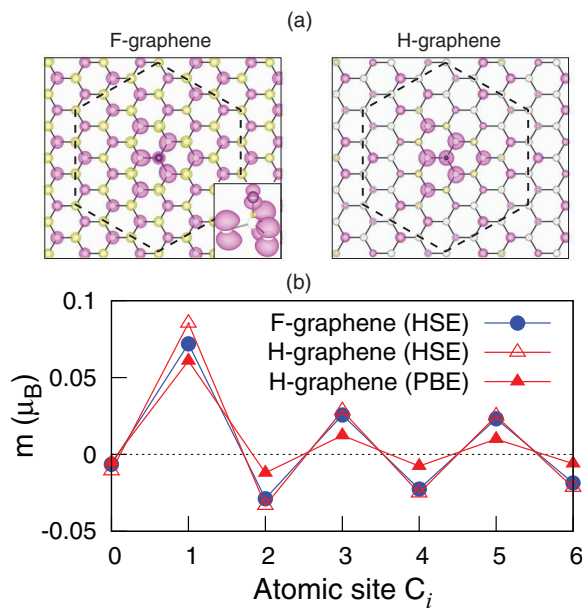 (a)
F-graphene
H-graphene
(b)
0.1
0.05
0
-0.05
m (μB)
F-graphene (HSE)
H-graphene (HSE)
H-graphene (PBE)
0 1 2 3 4 5 6
Atomic site Ci